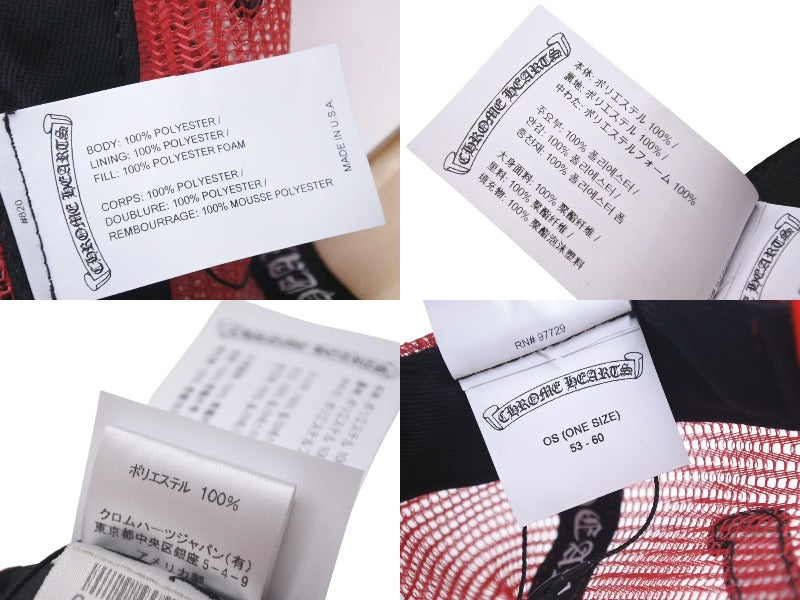 #820
CHROME HEARTS
BODY: 100% POLYESTER /
LINING: 100% POLYESTER /
FILL: 100% POLYESTER FOAM
CORPS: 100% POLYESTER /
DOUBLURE: 100% POLYESTER /
REMBOURRAGE: 100% MOUSSE POLYESTER
MADE IN U.S.A.
CHROME HEARTS
本体: ポリエステル 100% /
裏地: ポリエステル 100% /
中わた: ポリエステルフォーム 100%
주요부: 100% 폴리에스터 /
안감: 100% 폴리에스터 /
충전재: 100% 폴리에스터 폼
大身面料: 100% 聚酯纤维 /
里料: 100% 聚酯纤维 /
填充物: 100% 聚酯泡沫塑料
ポリエステル 100%
クロムハーツジャパン(有)
東京都中央区銀座5-4-9
アメリカ製
RN# 97729
CHROME HEARTS
OS (ONE SIZE)
53 - 60